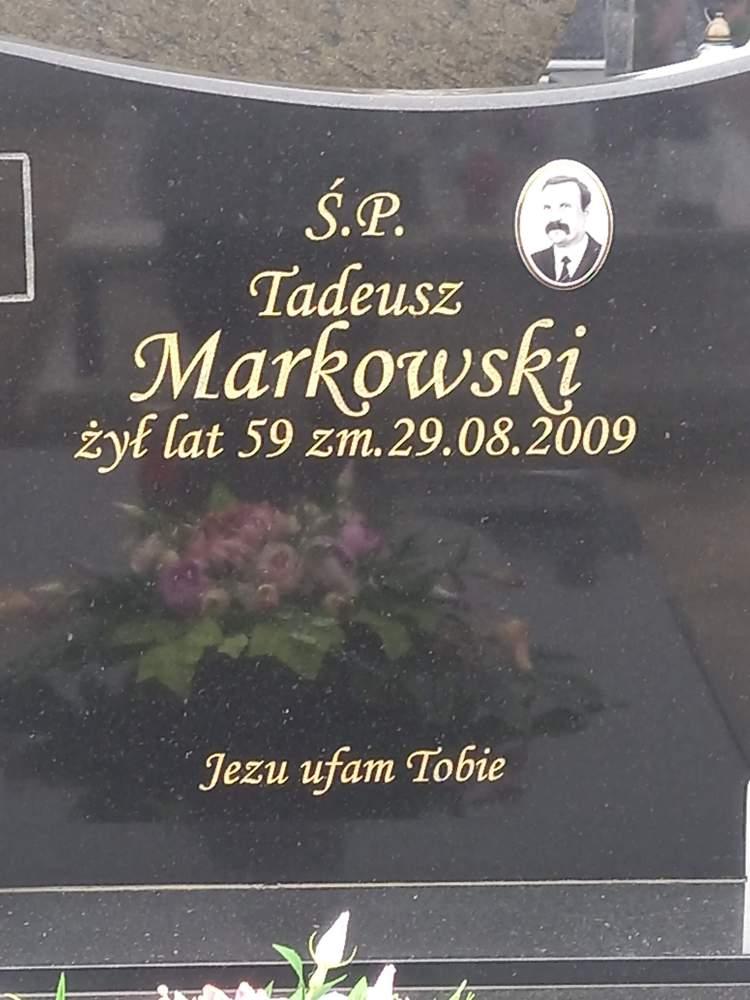 Ś.P.
Tadeusz
Markowski
żył lat 59 zm.29.08.2009
Jezu ufam Tobie